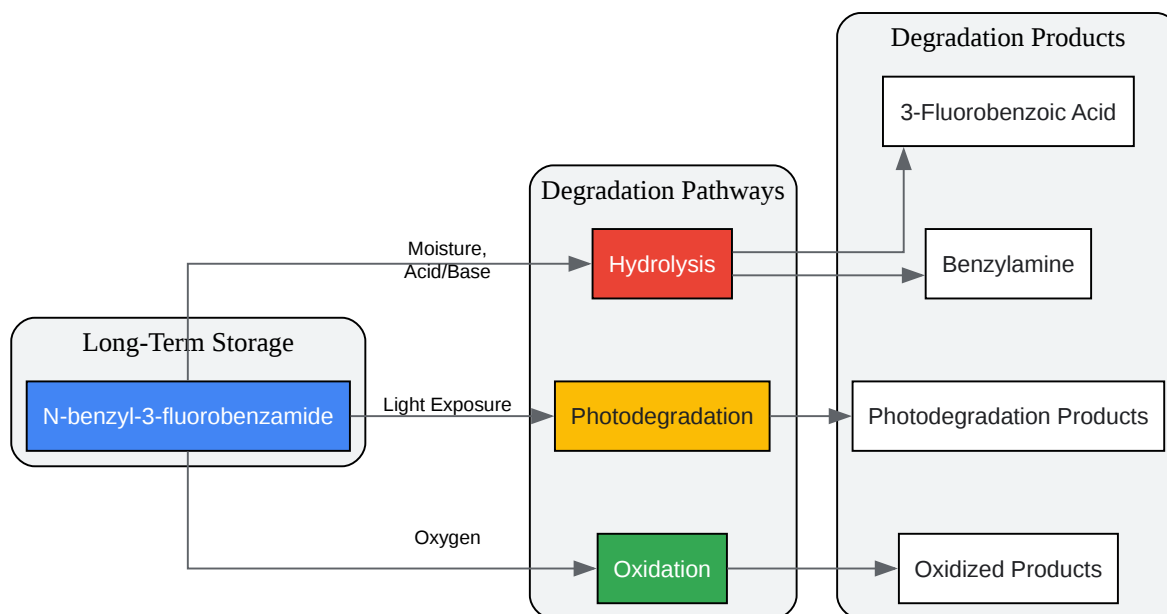 Degradation Products
3-Fluorobenzoic Acid
Degradation Pathways
Moisture,
Acid/Base
Hydrolysis
Benzylamine
Long-Term Storage
N-benzyl-3-fluorobenzamide
Light Exposure
Photodegradation
Photodegradation Products
Oxygen
Oxidation
Oxidized Products